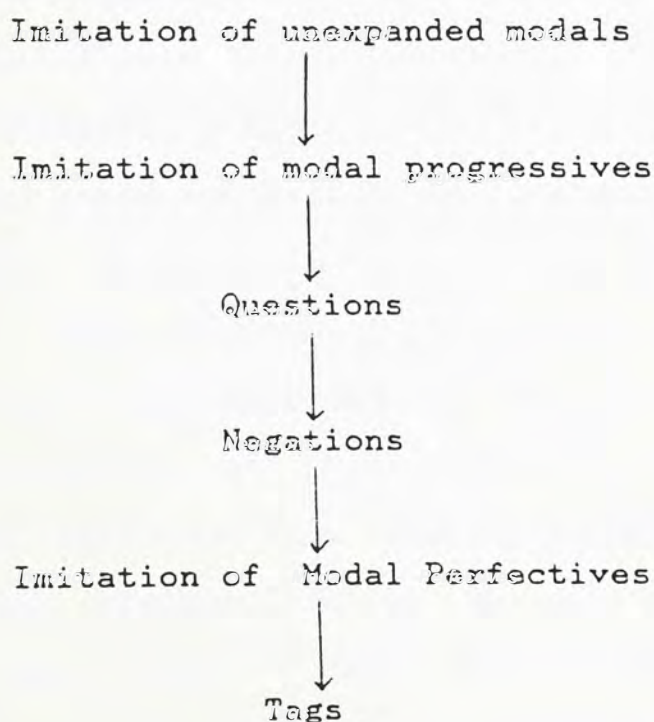 Imitation of unexpanded modals
Imitation of modal progressives
Questions
Negations
Imitation of Modal Perfectives
Tags